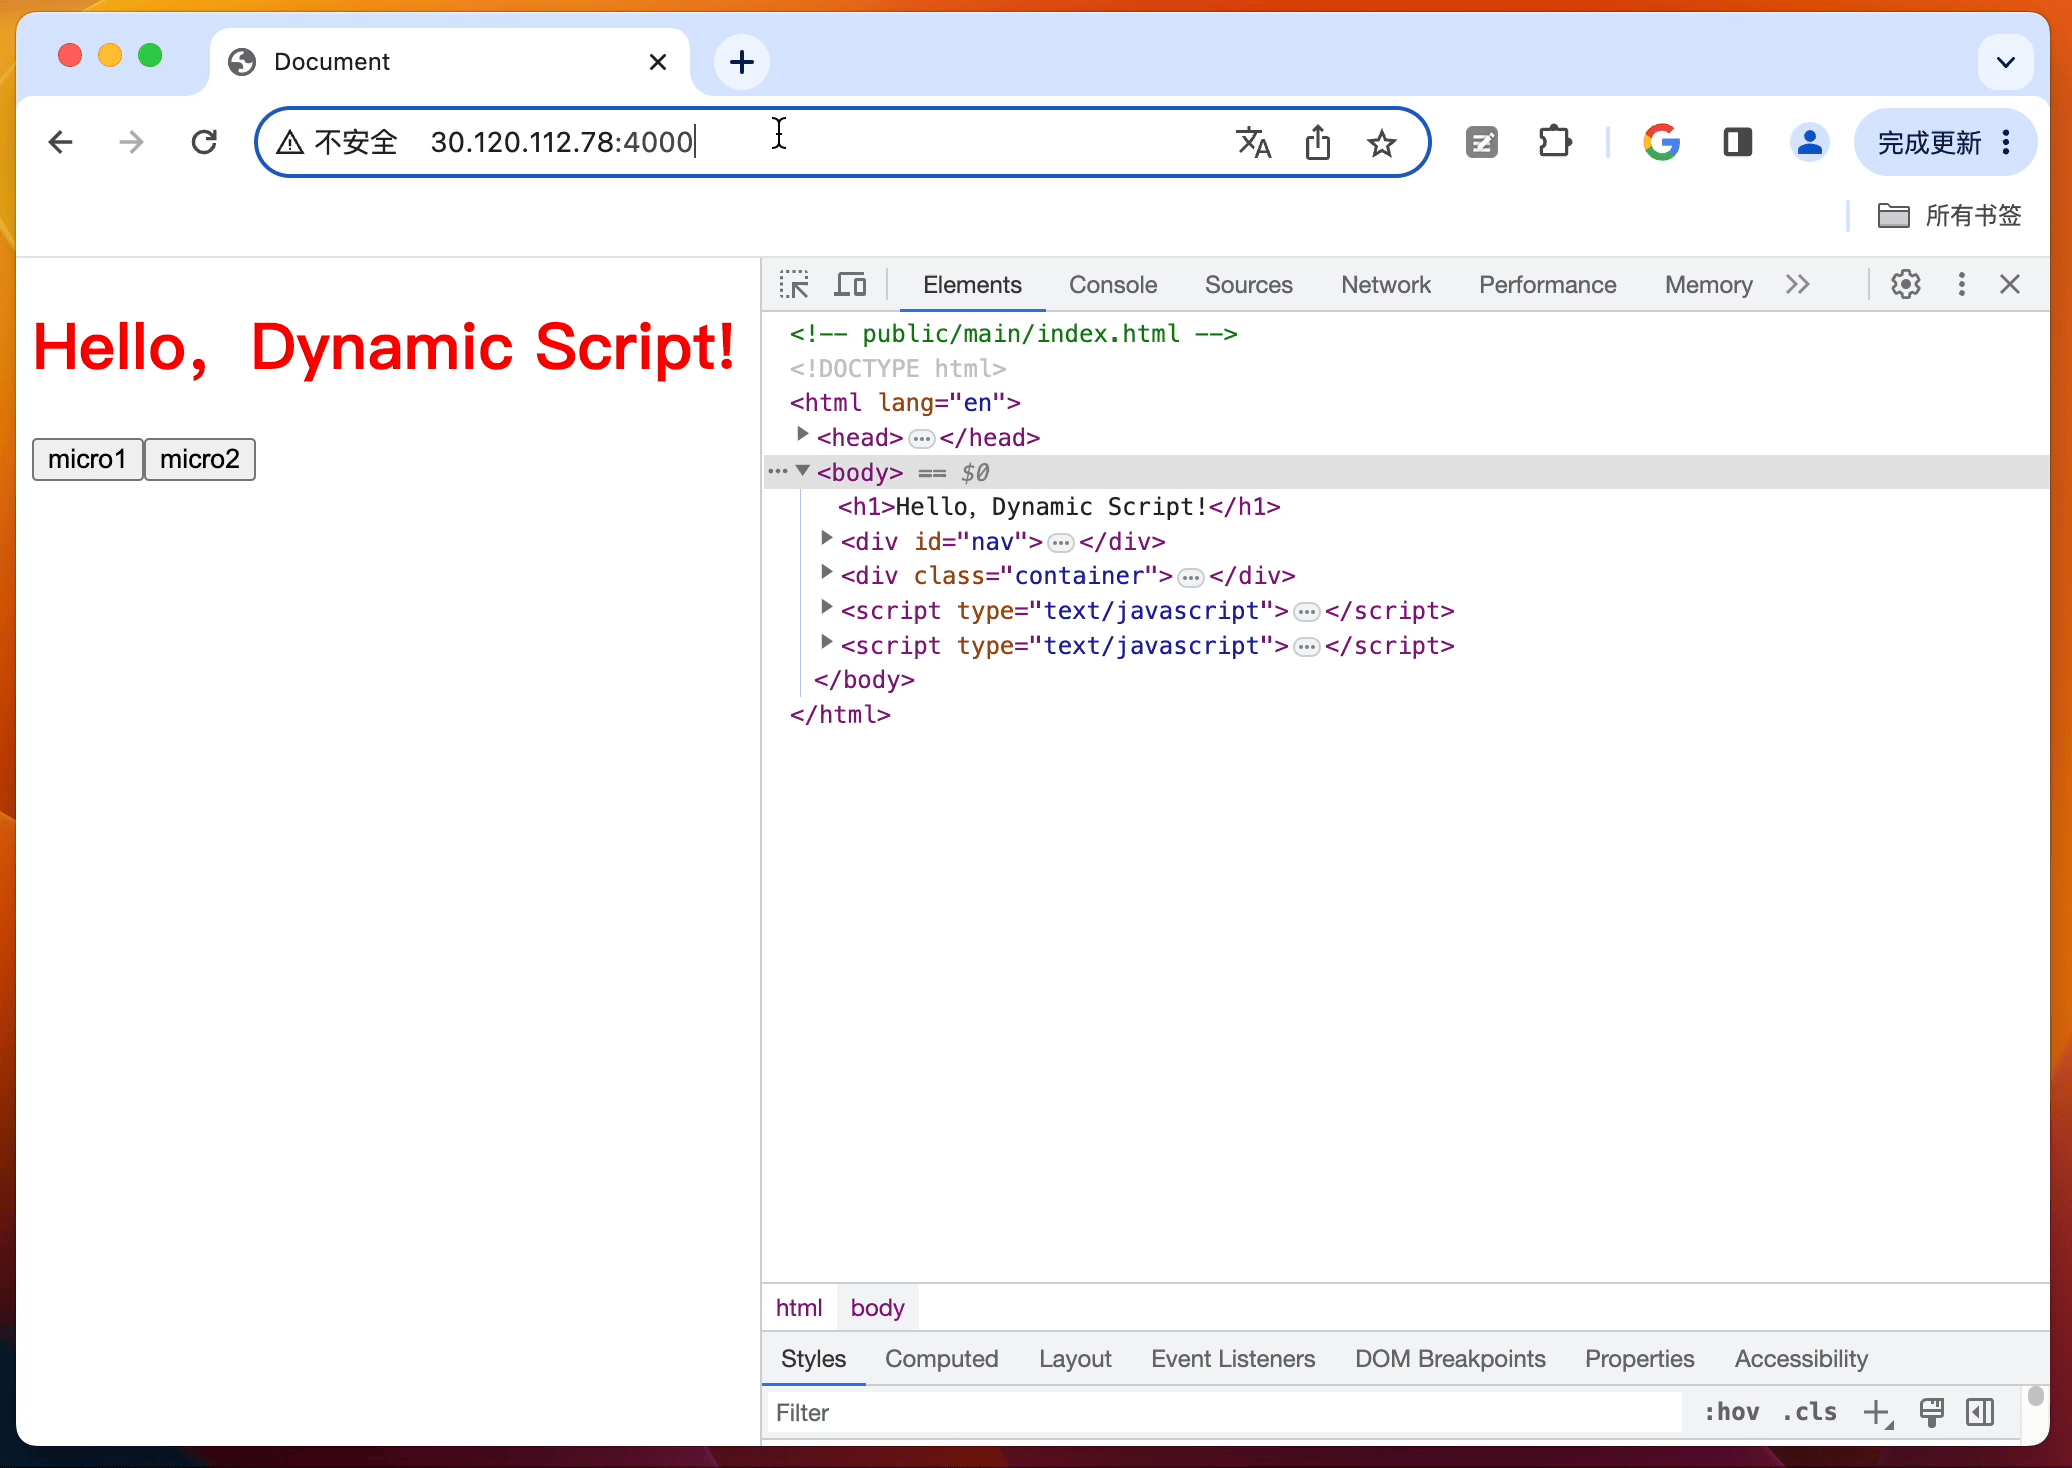 Document
不安全 30.120.112.78:4000
完成更新
所有书签
Hello，Dynamic Script!
micro1 micro2
Elements Console Sources Network Performance Memory
<!-- public/main/index.html -->
<!DOCTYPE html>
<html lang="en">
<head>…</head>
<body> == $0
<h1>Hello，Dynamic Script!</h1>
<div id="nav">…</div>
<div class="container">…</div>
<script type="text/javascript">…</script>
<script type="text/javascript">…</script>
</body>
</html>
html body
Styles Computed Layout Event Listeners DOM Breakpoints Properties Accessibility
Filter :hov .cls